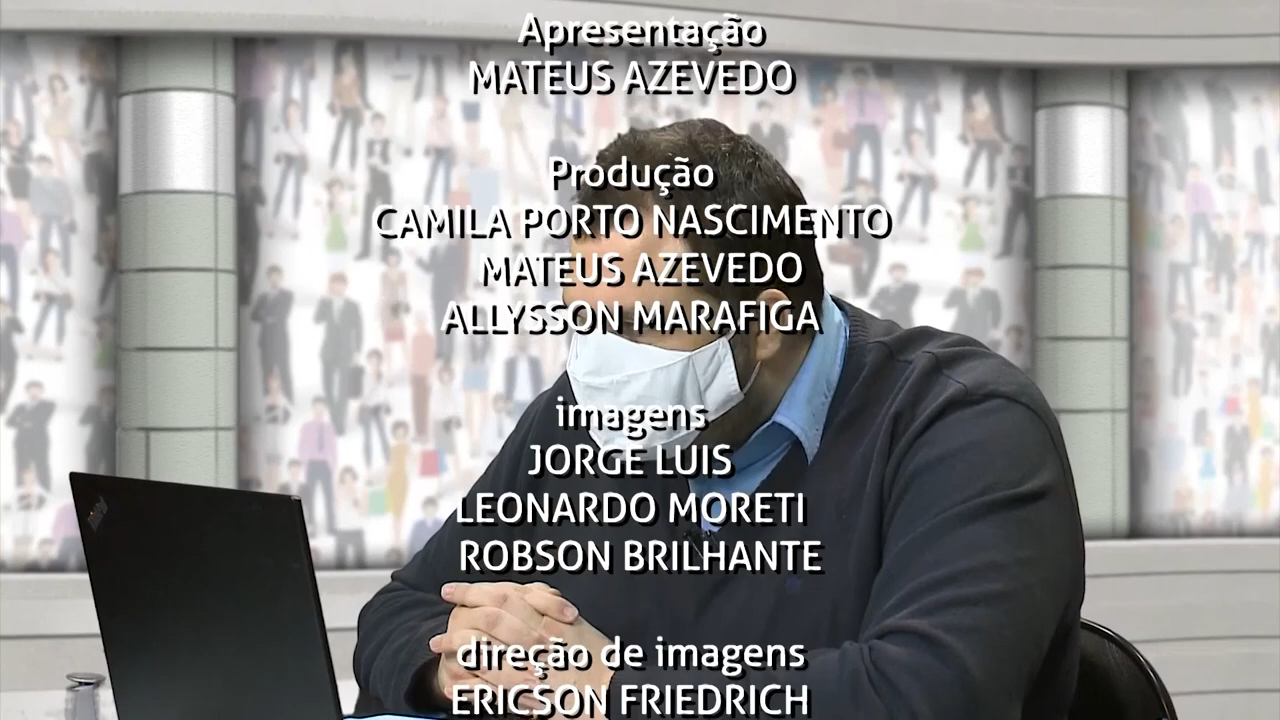 Apresentação
MATEUS AZEVEDO
Produção
CAMILA PORTO NASCIMENTO
MATEUS AZEVEDO
ALLYSSON MARAFIGA
imagens
JORGE LUIS
LEONARDO MORETI
ROBSON BRILHANTE
direção de imagens
ERICSON FRIEDRICH